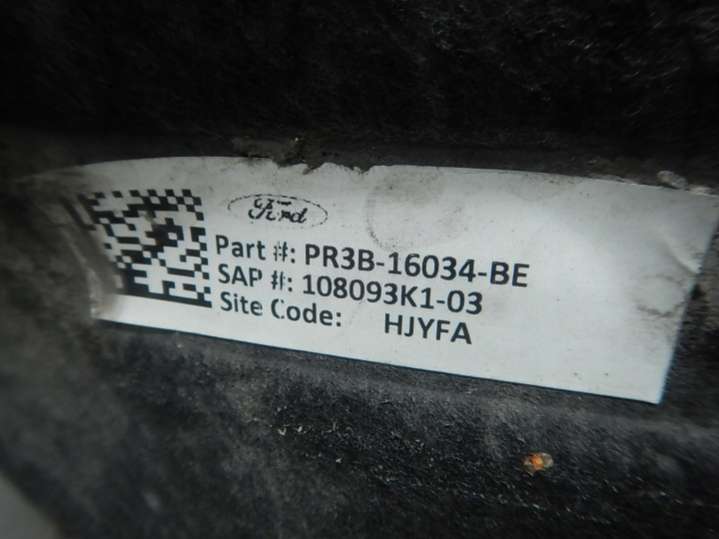 Ford
Part #: PR3B-16034-BE
SAP #: 108093K1-03
Site Code: HJYFA